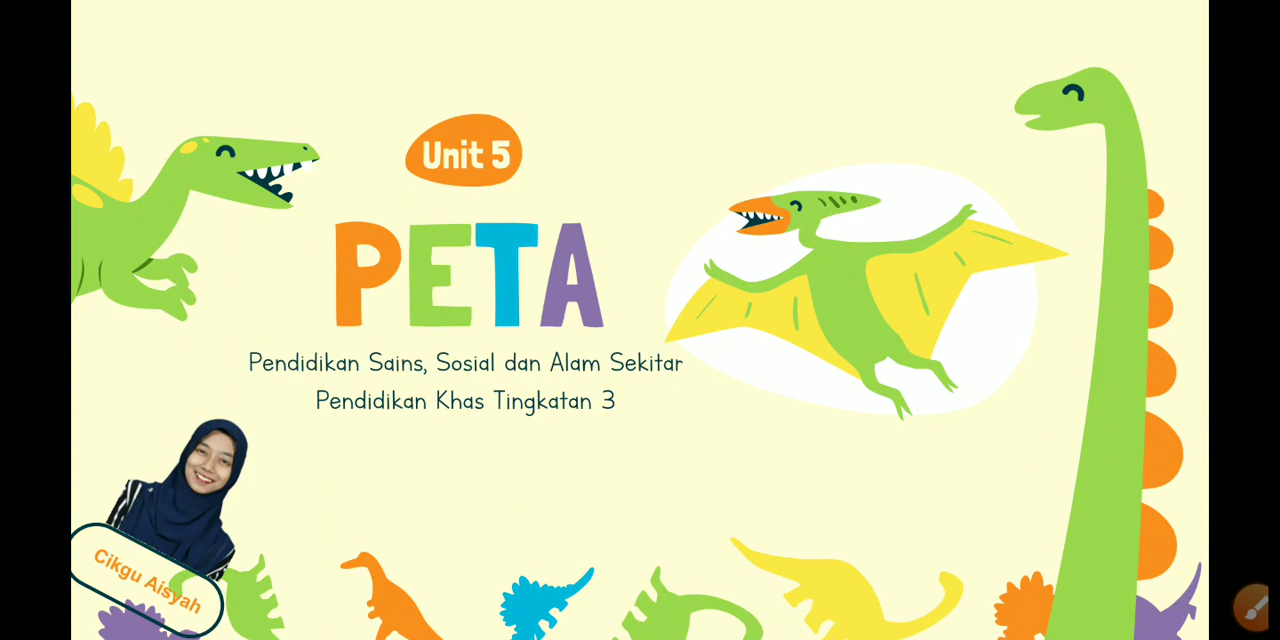 Unit 5
PETA
Pendidikan Sains, Sosial dan Alam Sekitar
Pendidikan Khas Tingkatan 3
Cikgu Aisyah